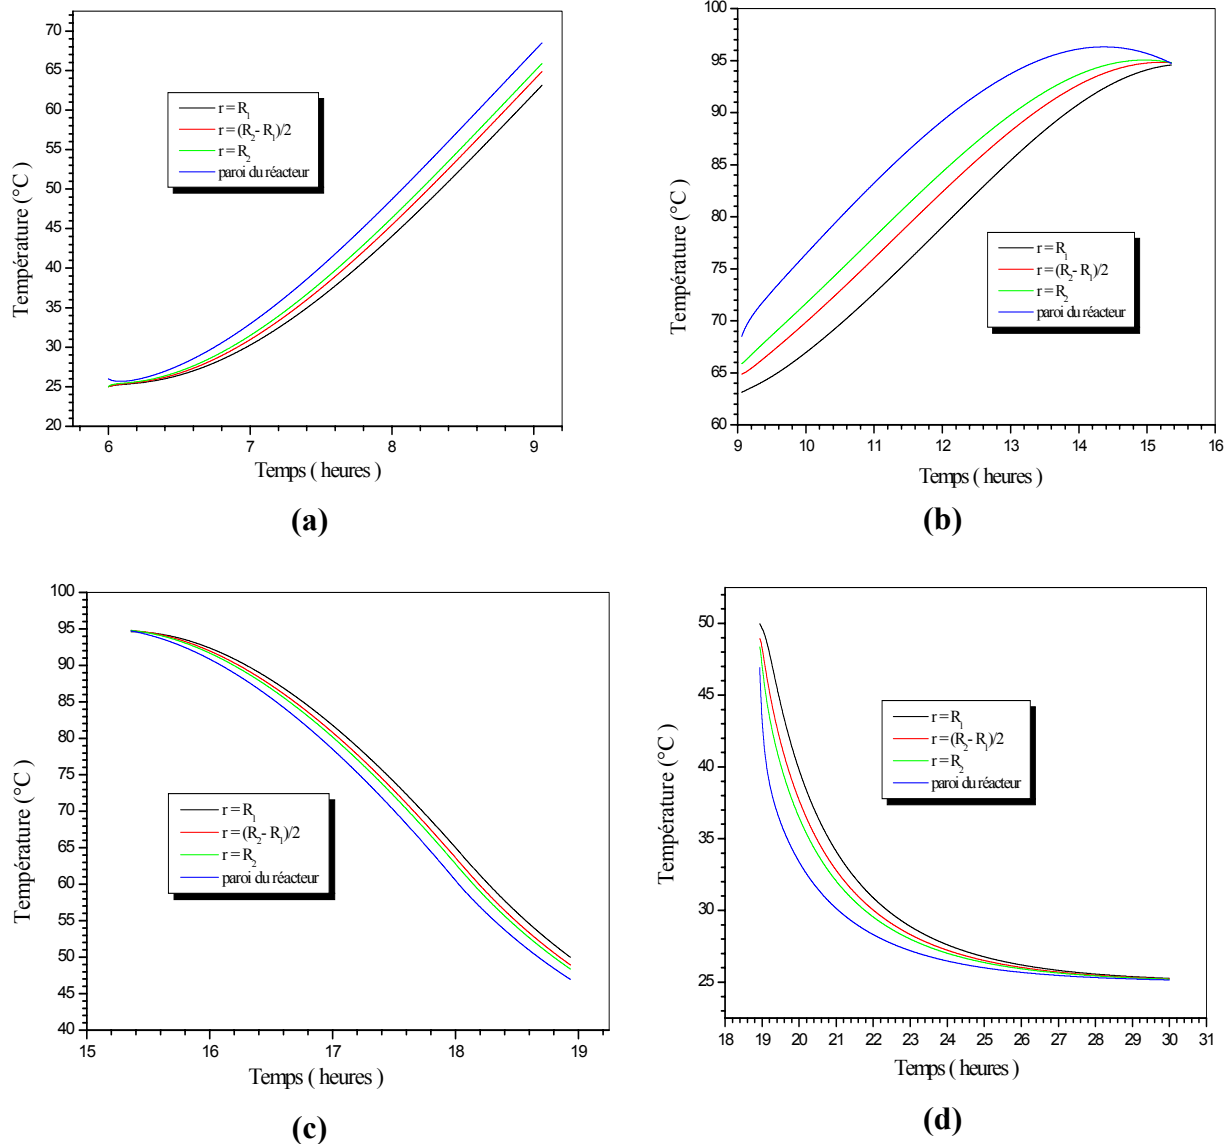 70
65
60
55
50
45
40
35
30
25
20
Température (°C )
r = R1
r = (R2- R1)/2
r = R2
paroi du réacteur
6
7
8
9
Temps ( heures )
(a)
100
95
90
85
80
75
70
65
60
Température (°C )
r = R1
r = (R2- R1)/2
r = R2
paroi du réacteur
9
10
11
12
13
14
15
16
Temps ( heures )
(b)
100
95
90
85
80
75
70
65
60
55
50
45
40
Température (°C )
r = R1
r = (R2- R1)/2
r = R2
paroi du réacteur
15
16
17
18
19
Temps ( heures )
(c)
50
45
40
35
30
25
Température (°C )
r = R1
r = (R2- R1)/2
r = R2
paroi du réacteur
18 19 20 21 22 23 24 25 26 27 28 29 30 31
Temps ( heures )
(d)